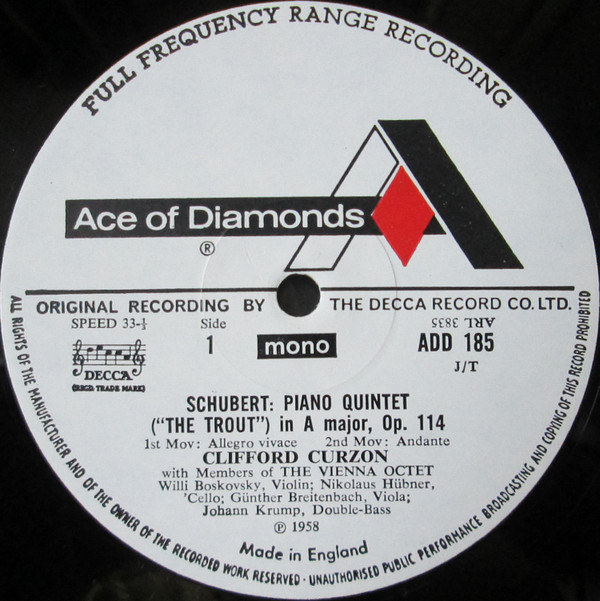 FULL FREQUENCY RANGE RECORDING
Ace of Diamonds
®
ORIGINAL RECORDING BY THE DECCA RECORD CO. LTD.
SPEED 33-⅓
Side
1
mono
ARL 3835
ADD 185
J/T
DECCA
(REGD. TRADE MARK)
SCHUBERT: PIANO QUINTET
("THE TROUT") in A major, Op. 114
1st Mov: Allegro vivace 2nd Mov: Andante
CLIFFORD CURZON
with Members of THE VIENNA OCTET
Willi Boskovsky, Violin; Nikolaus Hübner,
'Cello; Günther Breitenbach, Viola;
Johann Krump, Double-Bass
℗ 1958
Made in England
ALL RIGHTS OF THE MANUFACTURER AND OF THE OWNER OF THE RECORDED WORK RESERVED · UNAUTHORISED PUBLIC PERFORMANCE BROADCASTING AND COPYING OF THIS RECORD PROHIBITED